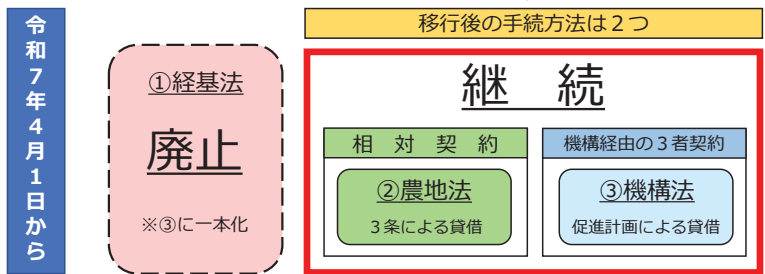 令和７年４月１日から
移行後の手続方法は２つ
①経基法
廃止
※③に一本化
継続
相対契約
②農地法
３条による貸借
機構経由の３者契約
③機構法
促進計画による貸借